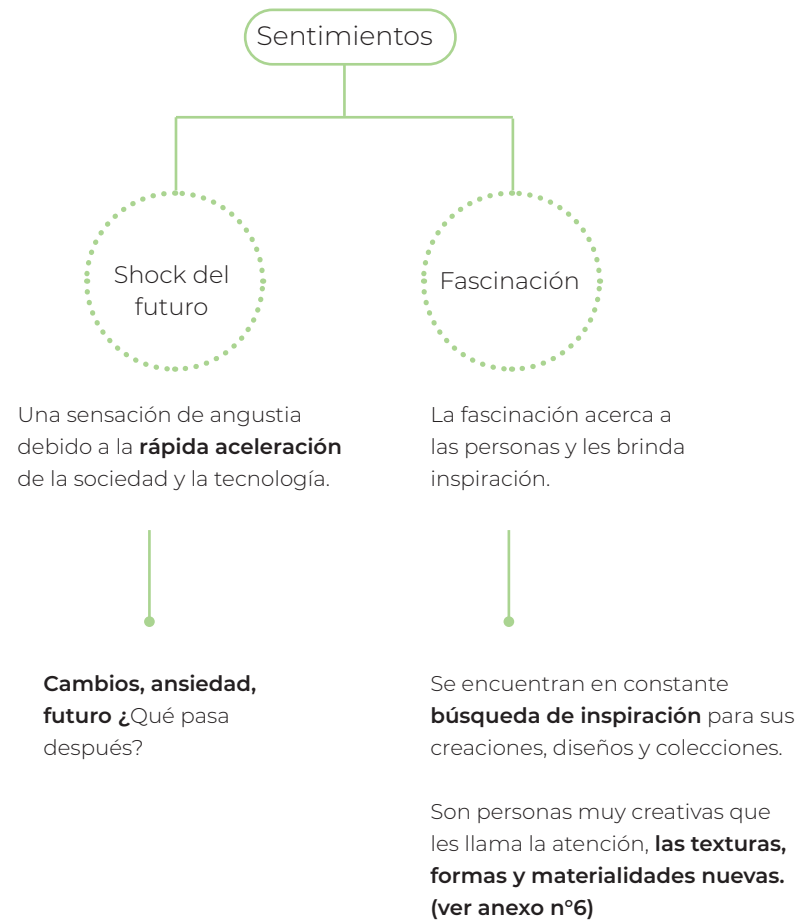 Sentimientos
Shock del
futuro
Una sensación de angustia
debido a la rápida aceleración
de la sociedad y la tecnología.
Cambios, ansiedad,
futuro ¿Qué pasa
después?
Fascinación
La fascinación acerca a
las personas y les brinda
inspiración.
Se encuentran en constante
búsqueda de inspiración para sus
creaciones, diseños y colecciones.
Son personas muy creativas que
les llama la atención, las texturas,
formas y materialidades nuevas.
(ver anexo nº6)